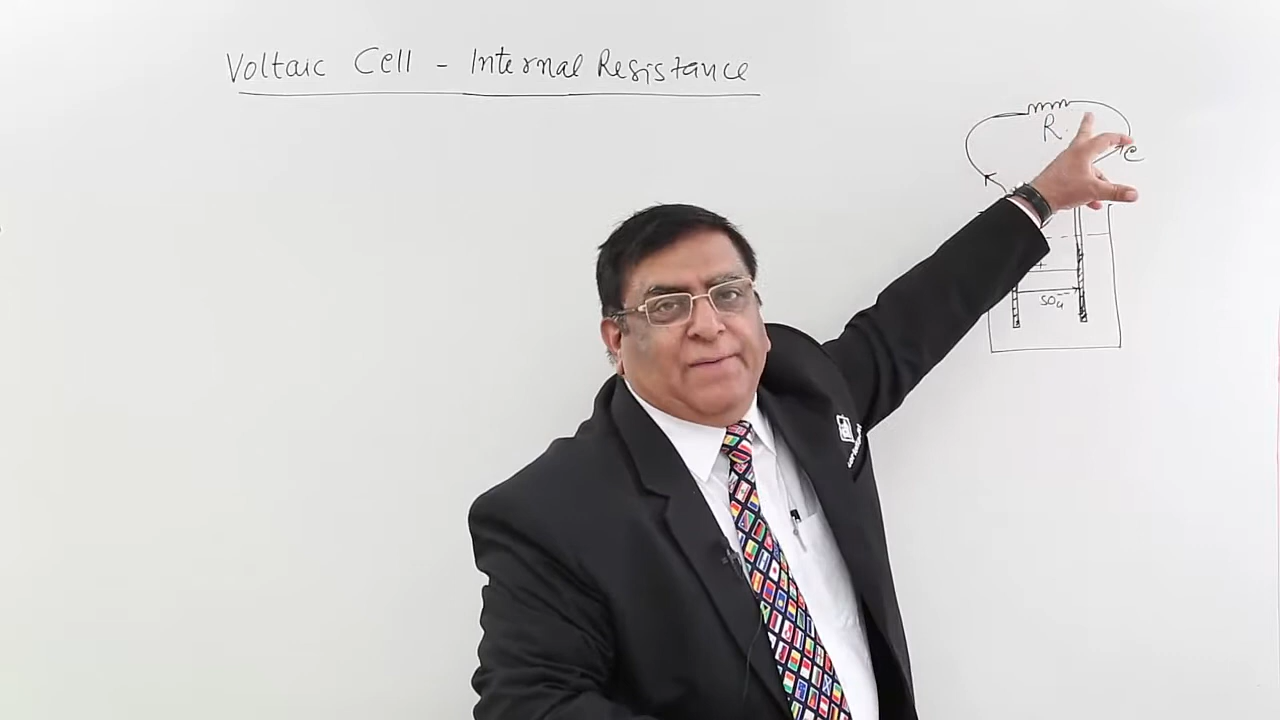 Voltaic Cell - Internal Resistance
R
e
+
SO₄⁻⁻